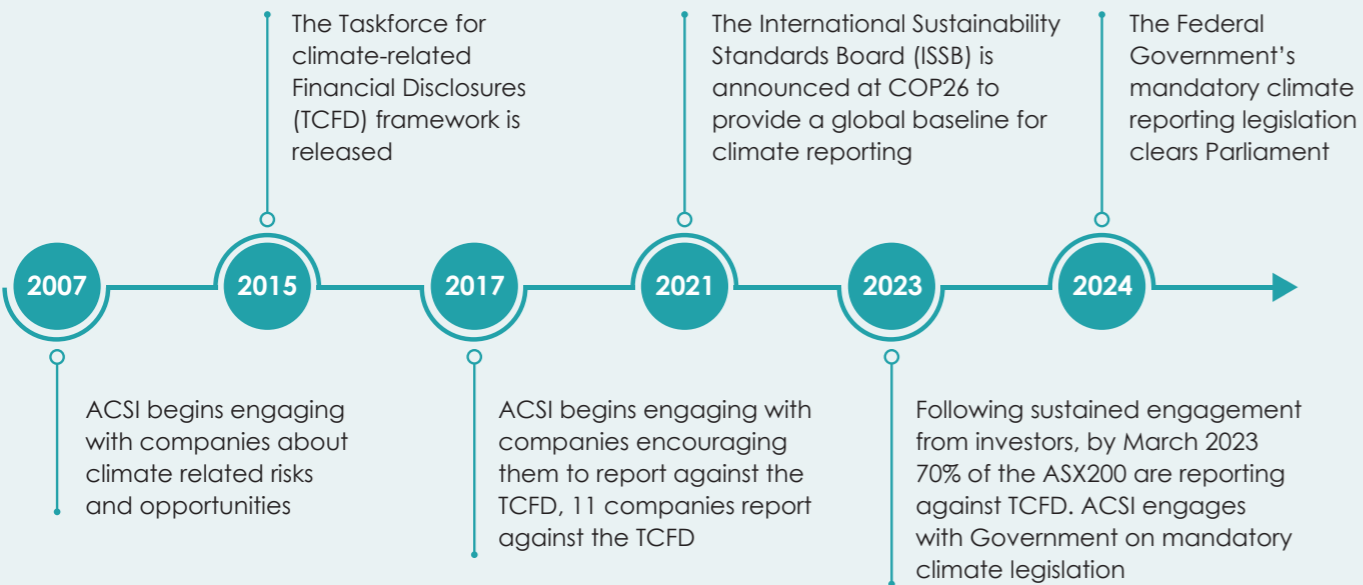 The Taskforce for
climate-related
Financial Disclosures
(TCFD) framework is
released
The International Sustainability
Standards Board (ISSB) is
announced at COP26 to
provide a global baseline for
climate reporting
The Federal
Government’s
mandatory climate
reporting legislation
clears Parliament
2007
2015
2017
2021
2023
2024
ACSI begins engaging
with companies about
climate related risks
and opportunities
ACSI begins engaging with
companies encouraging
them to report against the
TCFD, 11 companies report
against the TCFD
Following sustained engagement
from investors, by March 2023
70% of the ASX200 are reporting
against TCFD. ACSI engages
with Government on mandatory
climate legislation